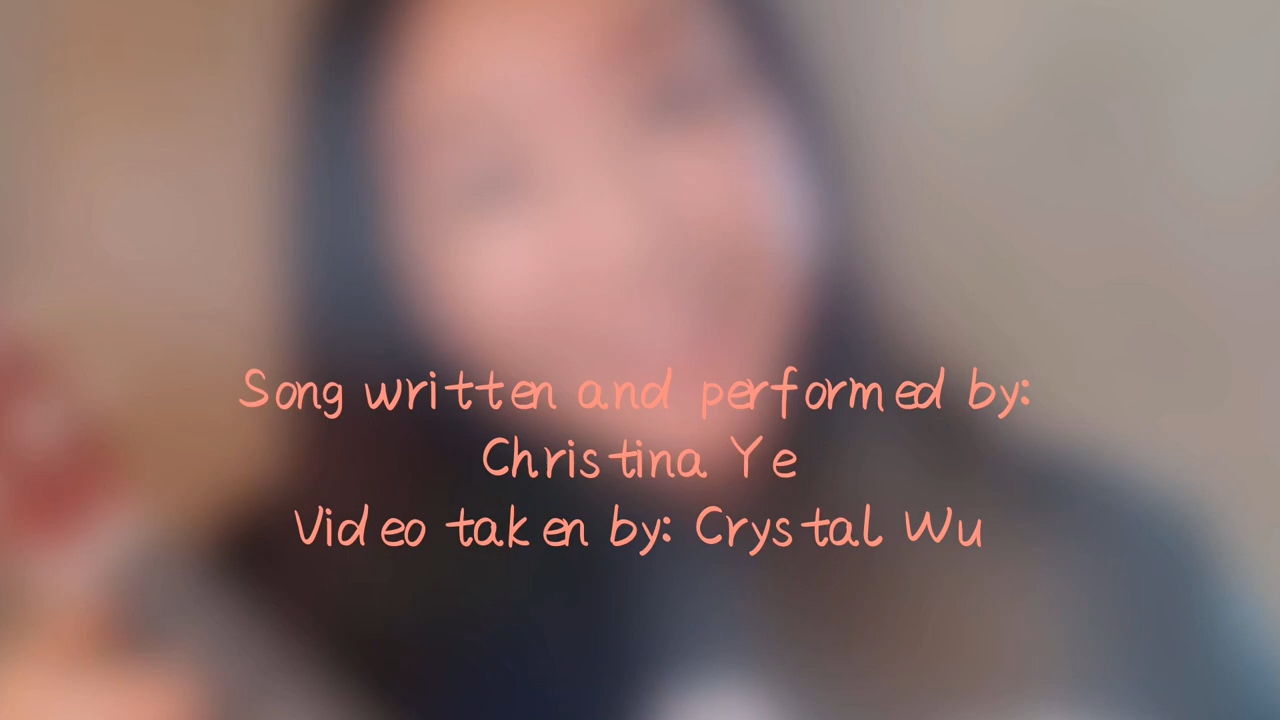 Song written and performed by:
Christina Ye
Video taken by: Crystal Wu